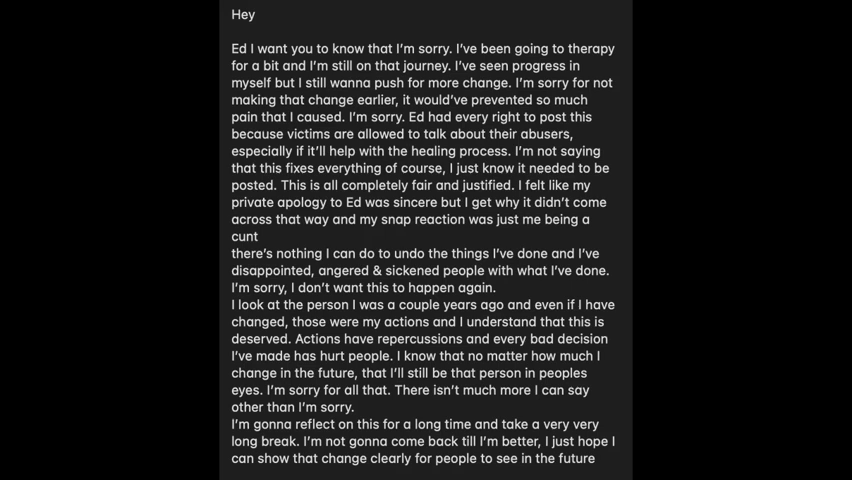 Hey
Ed I want you to know that I'm sorry. I've been going to therapy
for a bit and I'm still on that journey. I've seen progress in
myself but I still wanna push for more change. I'm sorry for not
making that change earlier, it would've prevented so much
pain that I caused. I'm sorry. Ed had every right to post this
because victims are allowed to talk about their abusers,
especially if it'll help with the healing process. I'm not saying
that this fixes everything of course, I just know it needed to be
posted. This is all completely fair and justified. I felt like my
private apology to Ed was sincere but I get why it didn't come
across that way and my snap reaction was just me being a
cunt
there's nothing I can do to undo the things I've done and I've
disappointed, angered & sickened people with what I've done.
I'm sorry, I don't want this to happen again.
I look at the person I was a couple years ago and even if I have
changed, those were my actions and I understand that this is
deserved. Actions have repercussions and every bad decision
I've made has hurt people. I know that no matter how much I
change in the future, that I'll still be that person in peoples
eyes. I'm sorry for all that. There isn't much more I can say
other than I'm sorry.
I'm gonna reflect on this for a long time and take a very very
long break. I'm not gonna come back till I'm better, I just hope I
can show that change clearly for people to see in the future